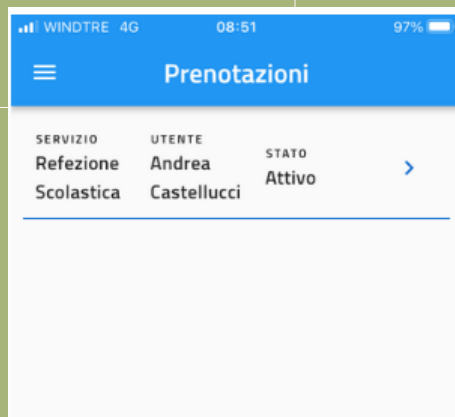 WINDTRE 4G 08:51 97%
Prenotazioni
SERVIZIO UTENTE STATO
Refezione Andrea Attivo
Scolastica Castellucci